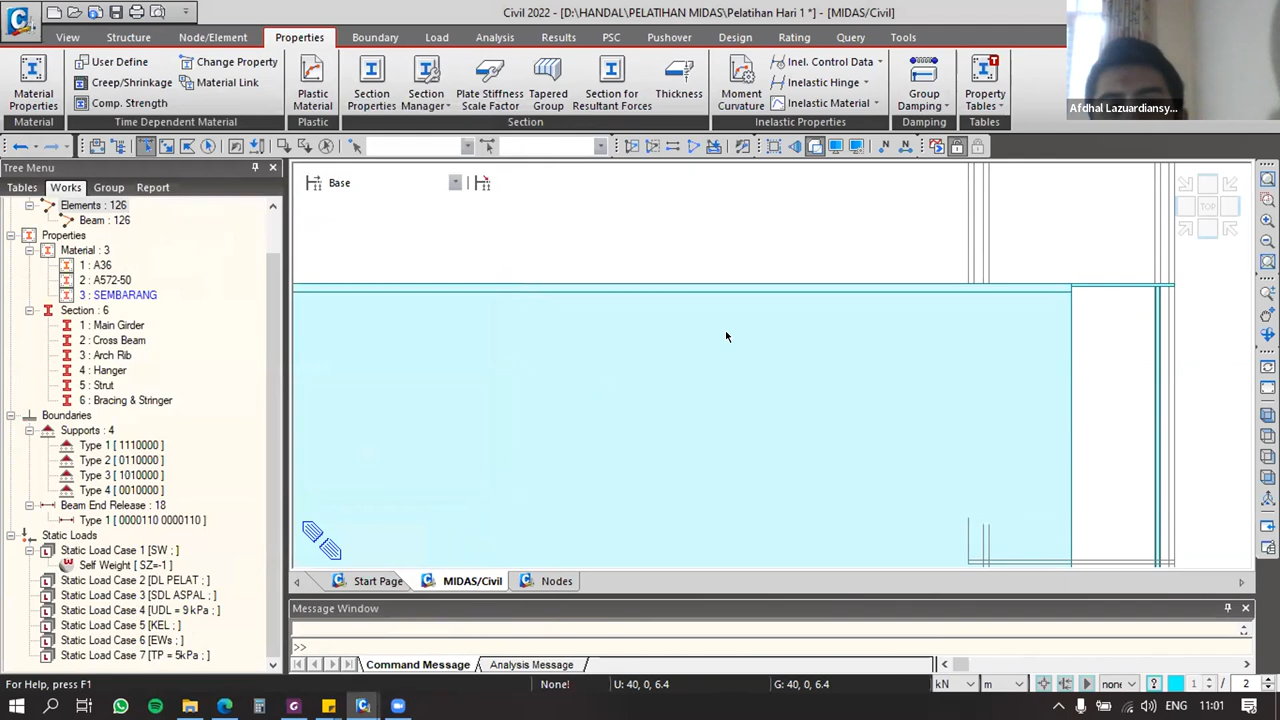 Civil 2022 - [D:\HANDAL\PELATIHAN MIDAS\Pelatihan Hari 1 *] - [MIDAS/Civil]
View Structure Node/Element Properties Boundary Load Analysis Results PSC Pushover Design Rating Query Tools
Material Properties
User Define
Creep/Shrinkage
Comp. Strength
Change Property
Material Link
Plastic Material
Section Properties
Section Manager
Plate Stiffness Scale Factor
Tapered Group
Section for Resultant Forces
Thickness
Moment Curvature
Inel. Control Data
Inelastic Hinge
Inelastic Material
Group Damping
Property Tables
Material
Time Dependent Material
Plastic
Section
Inelastic Properties
Damping
Tables
Afdhal Lazuardiansy...
Tree Menu
Tables Works Group Report
Elements : 126
Beam : 126
Properties
Material : 3
1 : A36
2 : A572-50
3 : SEMBARANG
Section : 6
1 : Main Girder
2 : Cross Beam
3 : Arch Rib
4 : Hanger
5 : Strut
6 : Bracing & Stringer
Boundaries
Supports : 4
Type 1 [ 1110000 ]
Type 2 [ 0110000 ]
Type 3 [ 1010000 ]
Type 4 [ 0010000 ]
Beam End Release : 18
Type 1 [ 0000110 0000110 ]
Static Loads
Static Load Case 1 [SW ; ]
Self Weight [ SZ=-1 ]
Static Load Case 2 [DL PELAT ; ]
Static Load Case 3 [SDL ASPAL ; ]
Static Load Case 4 [UDL = 9 kPa ; ]
Static Load Case 5 [KEL ; ]
Static Load Case 6 [EWs ; ]
Static Load Case 7 [TP = 5kPa ; ]
Base
TOP
Start Page MIDAS/Civil Nodes
Message Window
>>
Command Message Analysis Message
For Help, press F1
None!
U: 40, 0, 6.4
G: 40, 0, 6.4
kN
m
none
1 / 2
ENG 11:01